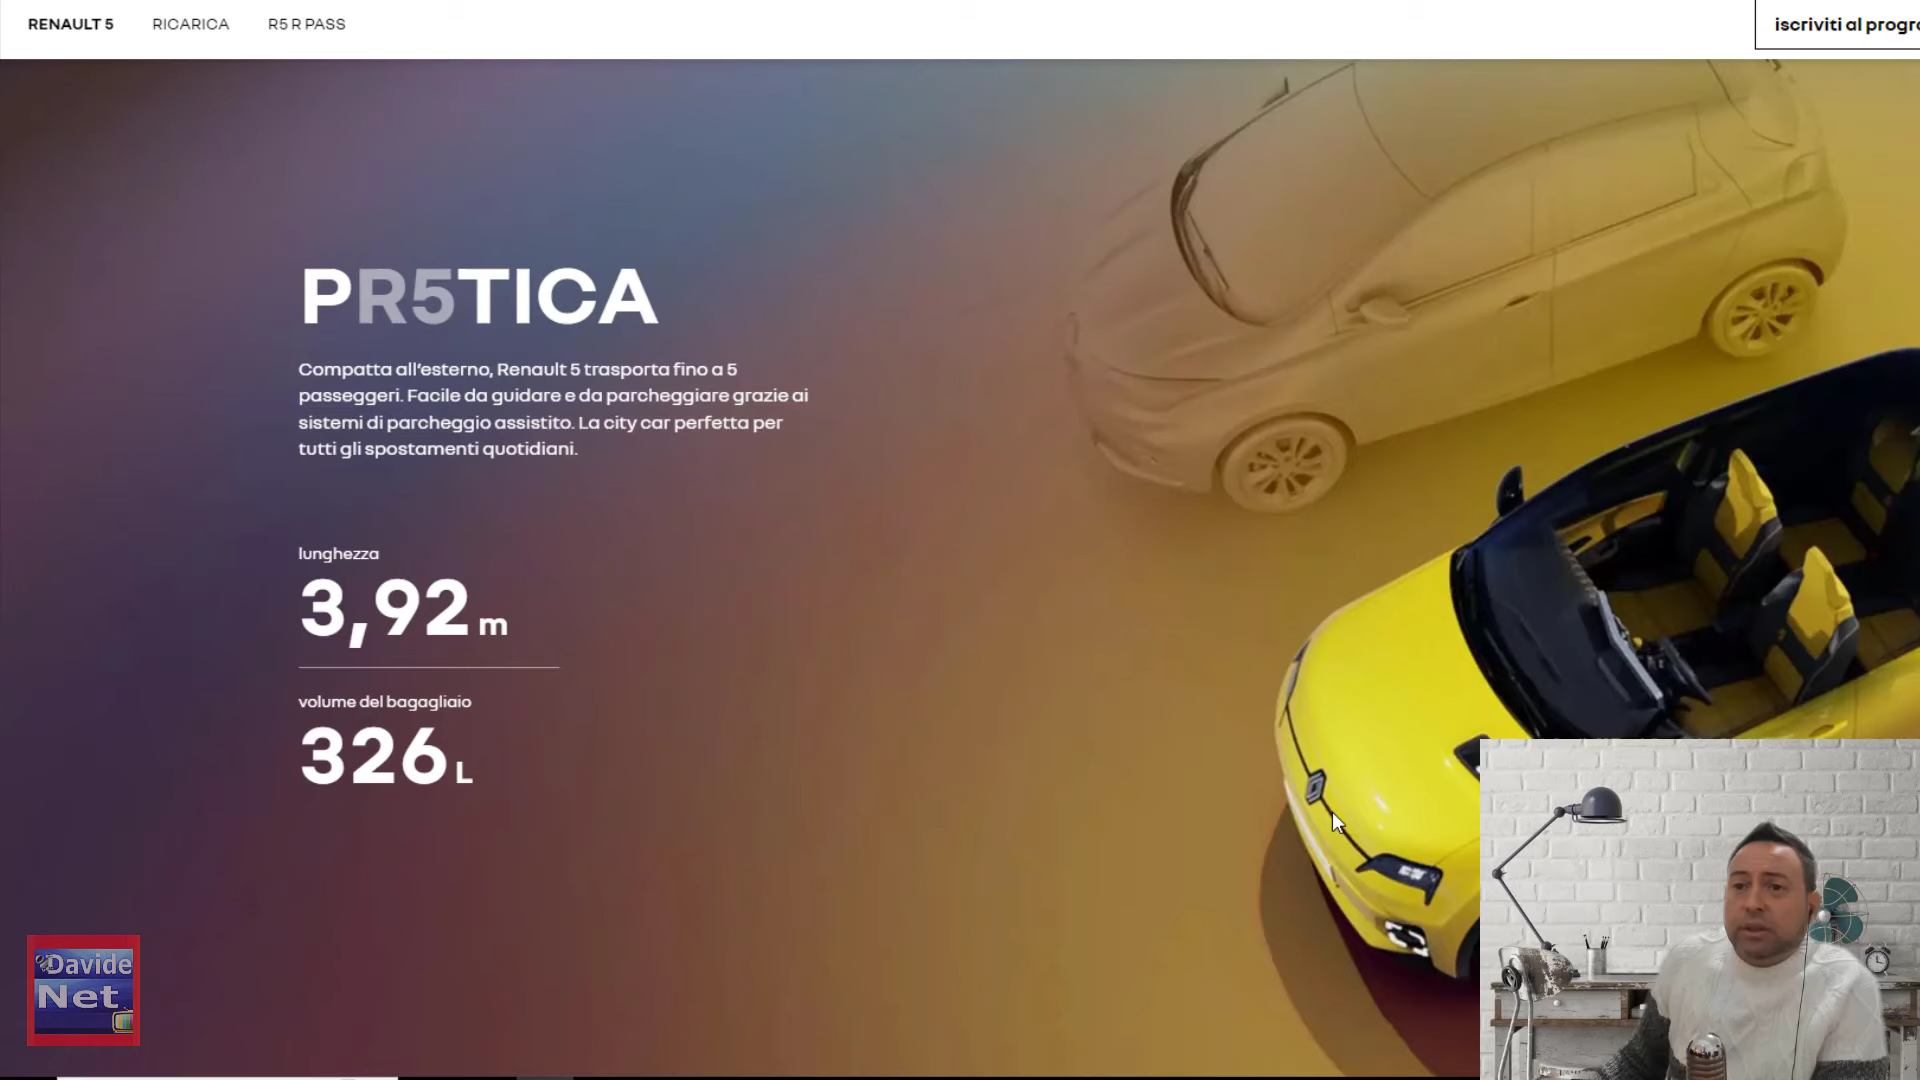 RENAULT 5
RICARICA
R5 R PASS
iscriviti al progr
PR5TICA
Compatta all'esterno, Renault 5 trasporta fino a 5
passeggeri. Facile da guidare e da parcheggiare grazie ai
sistemi di parcheggio assistito. La city car perfetta per
tutti gli spostamenti quotidiani.
lunghezza
3,92 m
volume del bagagliaio
326 L
Davide
Net